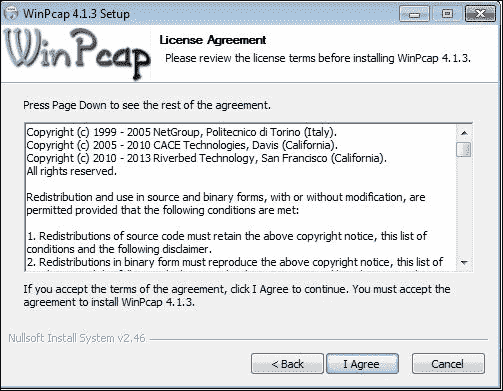 WinPcap 4.1.3 Setup
WinPcap
License Agreement
Please review the license terms before installing WinPcap 4.1.3.
Press Page Down to see the rest of the agreement.
Copyright (c) 1999 - 2005 NetGroup, Politecnico di Torino (Italy).
Copyright (c) 2005 - 2010 CACE Technologies, Davis (California).
Copyright (c) 2010 - 2013 Riverbed Technology, San Francisco (California).
All rights reserved.
Redistribution and use in source and binary forms, with or without modification, are
permitted provided that the following conditions are met:
1. Redistributions of source code must retain the above copyright notice, this list of
conditions and the following disclaimer.
2. Redistributions in binary form must reproduce the above copyright notice, this list of
If you accept the terms of the agreement, click I Agree to continue. You must accept the
agreement to install WinPcap 4.1.3.
Nullsoft Install System v2.46
< Back
I Agree
Cancel